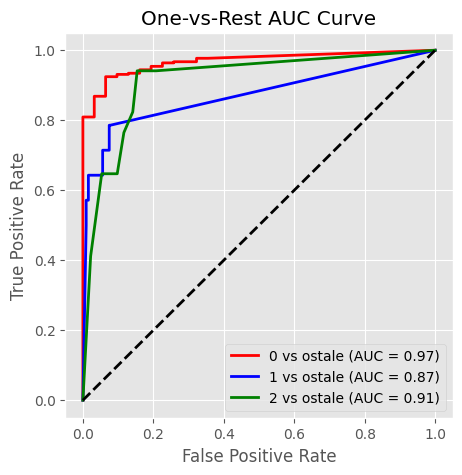 One-vs-Rest AUC Curve
True Positive Rate
1.0
0.8
0.6
0.4
0.2
0.0
0 vs ostale (AUC = 0.97)
1 vs ostale (AUC = 0.87)
2 vs ostale (AUC = 0.91)
0.0 0.2 0.4 0.6 0.8 1.0
False Positive Rate